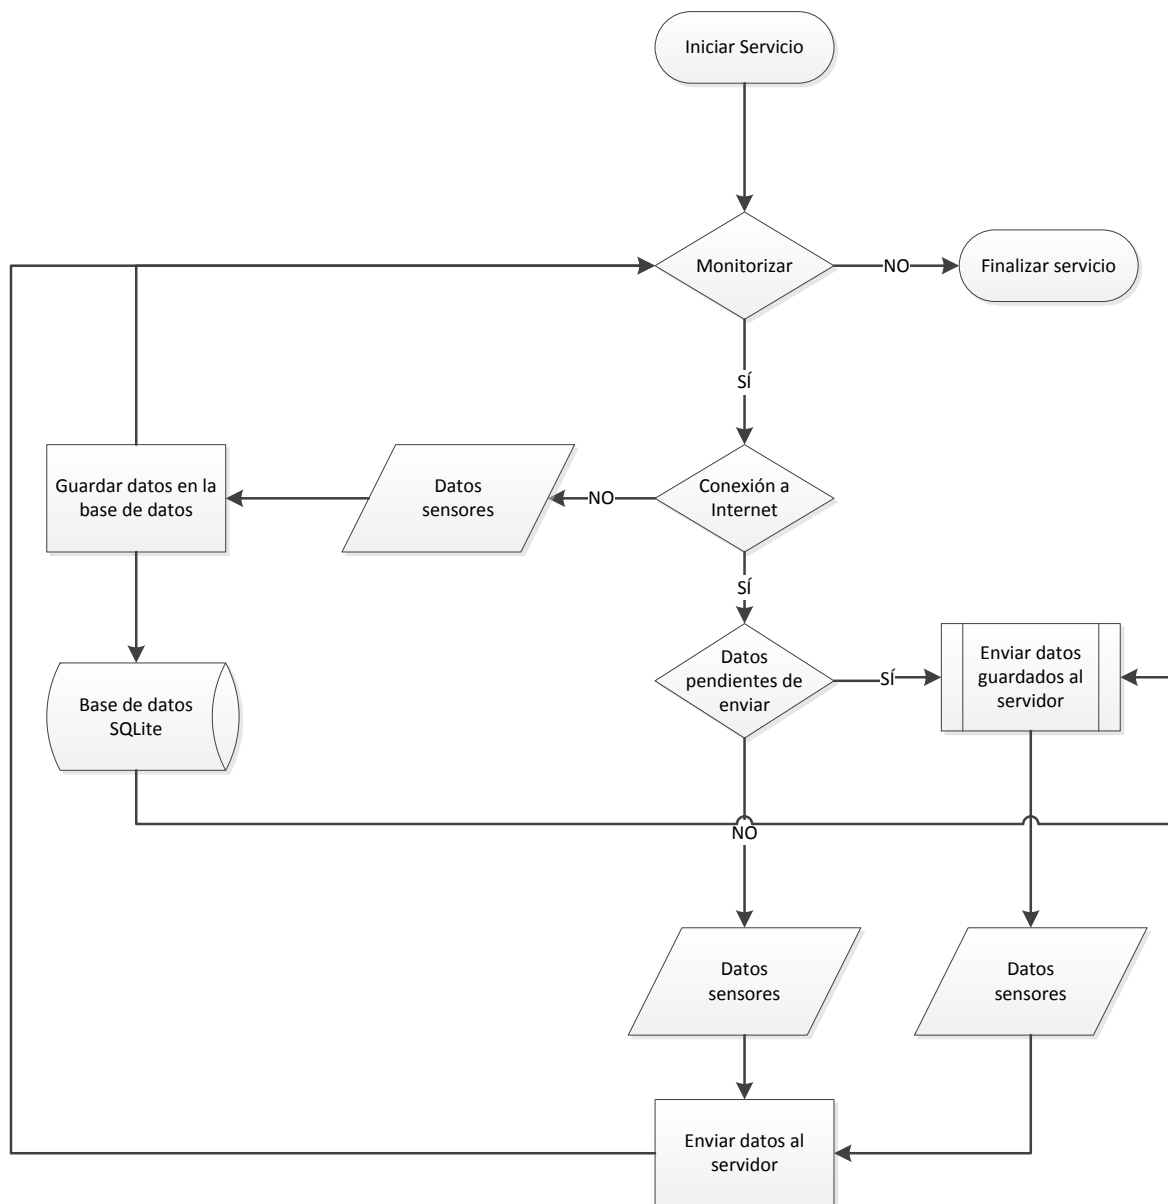 Iniciar Servicio
Monitorizar
NO
Finalizar servicio
SÍ
Guardar datos en la
base de datos
Datos
sensores
NO
Conexión a
Internet
SÍ
Base de datos
SQLite
Datos
pendientes de
enviar
SÍ
Enviar datos
guardados al
servidor
NO
Datos
sensores
Datos
sensores
Enviar datos al
servidor